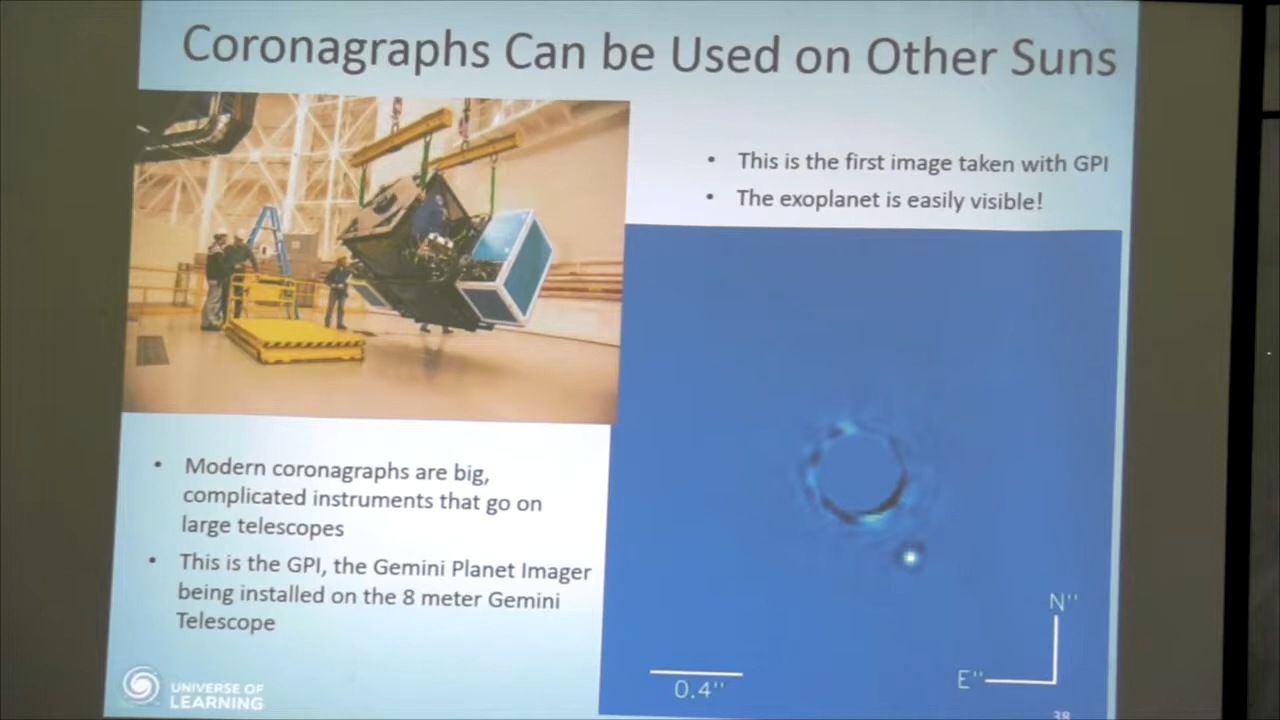 Coronagraphs Can be Used on Other Suns
• This is the first image taken with GPI
• The exoplanet is easily visible!
• Modern coronagraphs are big,
complicated instruments that go on
large telescopes
• This is the GPI, the Gemini Planet Imager
being installed on the 8 meter Gemini
Telescope
N"
E"
0.4"
UNIVERSE OF
LEARNING
38